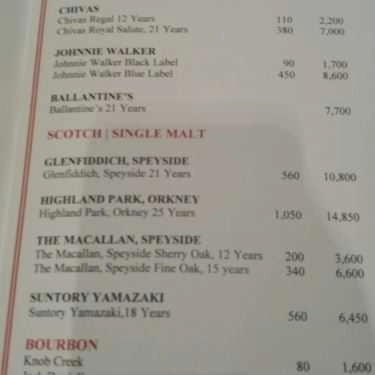 CHIVAS
Chivas Regal 12 Years 110 2,200
Chivas Royal Salute, 21 Years 380 7,000
JOHNNIE WALKER
Johnnie Walker Black Label 90 1,700
Johnnie Walker Blue Label 450 8,600
BALLANTINE'S
Ballantine's 21 Years 7,700
SCOTCH | SINGLE MALT
GLENFIDDICH, SPEYSIDE
Glenfiddich, Speyside 21 Years 560 10,800
HIGHLAND PARK, ORKNEY
Highland Park, Orkney 25 Years 1,050 14,850
THE MACALLAN, SPEYSIDE
The Macallan, Speyside Sherry Oak, 12 Years 200 3,600
The Macallan, Speyside Fine Oak, 15 years 340 6,600
SUNTORY YAMAZAKI
Suntory Yamazaki,18 Years 560 6,450
BOURBON
Knob Creek 80 1,600